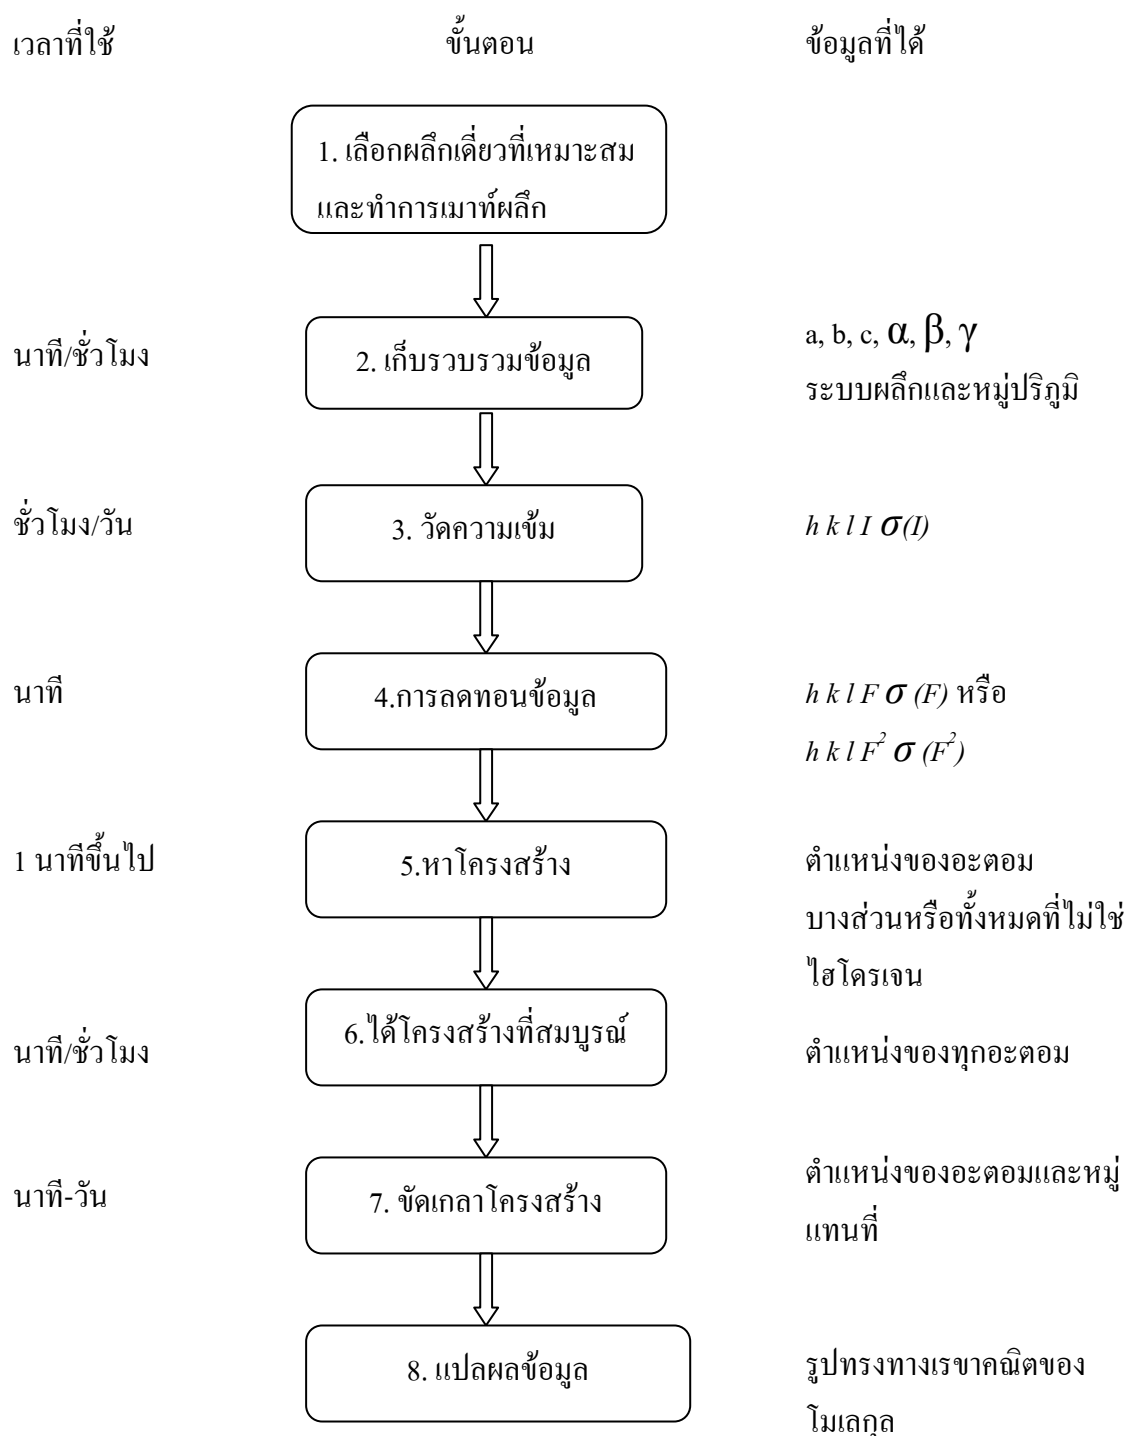 เวลาที่ใช้ ขั้นตอน ข้อมูลที่ได้
1. เลือกผลึกเดี่ยวที่เหมาะสม
และทำการเมาท์ผลึก
นาที/ชั่วโมง 2. เก็บรวบรวมข้อมูล a, b, c, α, β, γ
ระบบผลึกและหมู่ปริภูมิ
ชั่วโมง/วัน 3. วัดความเข้ม h k l I σ(I)
นาที 4.การลดทอนข้อมูล h k l F σ (F) หรือ
h k l F² σ (F²)
1 นาทีขึ้นไป 5.หาโครงสร้าง ตำแหน่งของอะตอม
บางส่วนหรือทั้งหมดที่ไม่ใช่
ไฮโดรเจน
นาที/ชั่วโมง 6.ได้โครงสร้างที่สมบูรณ์ ตำแหน่งของทุกอะตอม
นาที-วัน 7. ขัดเกลาโครงสร้าง ตำแหน่งของอะตอมและหมู่
แทนที่
8. แปลผลข้อมูล รูปทรงทางเรขาคณิตของ
โมเลกุล